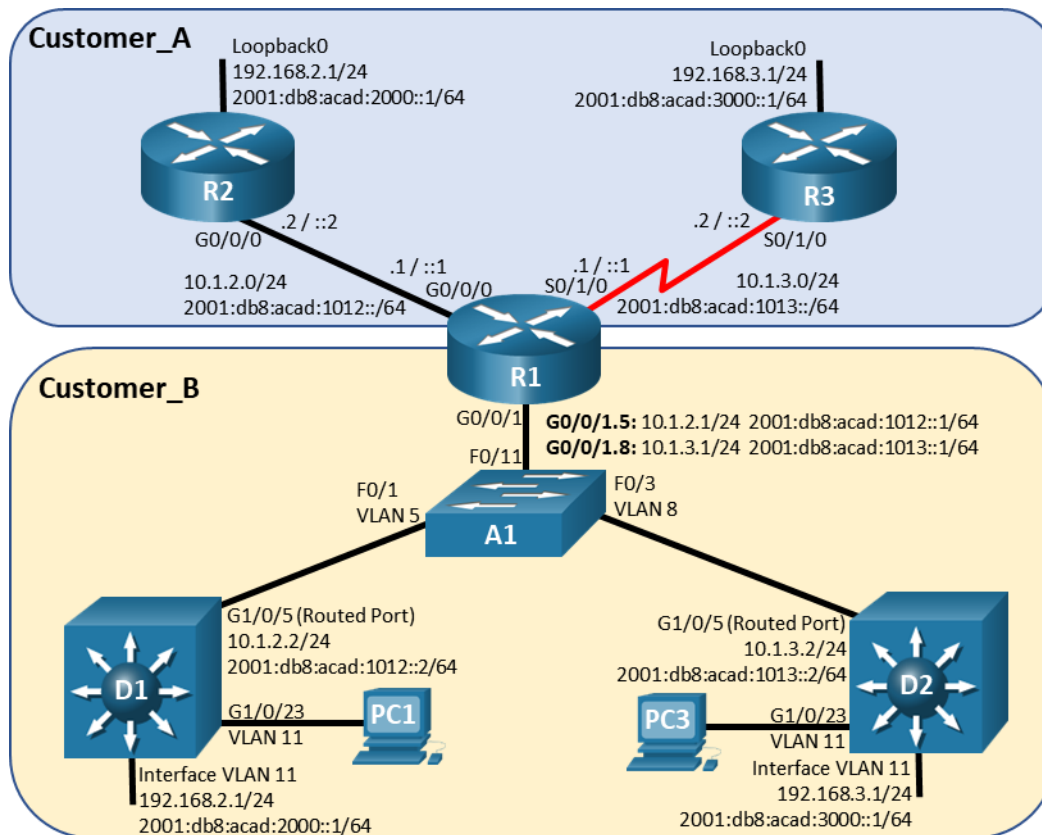 Customer_A
Loopback0
192.168.2.1/24
2001:db8:acad:2000::1/64
Loopback0
192.168.3.1/24
2001:db8:acad:3000::1/64
R2
R3
.2 / ::2
G0/0/0
.2 / ::2
S0/1/0
.1 / ::1
G0/0/0
.1 / ::1
S0/1/0
10.1.2.0/24
2001:db8:acad:1012::/64
10.1.3.0/24
2001:db8:acad:1013::/64
R1
Customer_B
G0/0/1
G0/0/1.5: 10.1.2.1/24 2001:db8:acad:1012::1/64
G0/0/1.8: 10.1.3.1/24 2001:db8:acad:1013::1/64
F0/11
F0/1
VLAN 5
F0/3
VLAN 8
A1
G1/0/5 (Routed Port)
10.1.2.2/24
2001:db8:acad:1012::2/64
G1/0/5 (Routed Port)
10.1.3.2/24
2001:db8:acad:1013::2/64
D1
D2
G1/0/23
VLAN 11
PC1
PC3
G1/0/23
VLAN 11
Interface VLAN 11
192.168.2.1/24
2001:db8:acad:2000::1/64
Interface VLAN 11
192.168.3.1/24
2001:db8:acad:3000::1/64